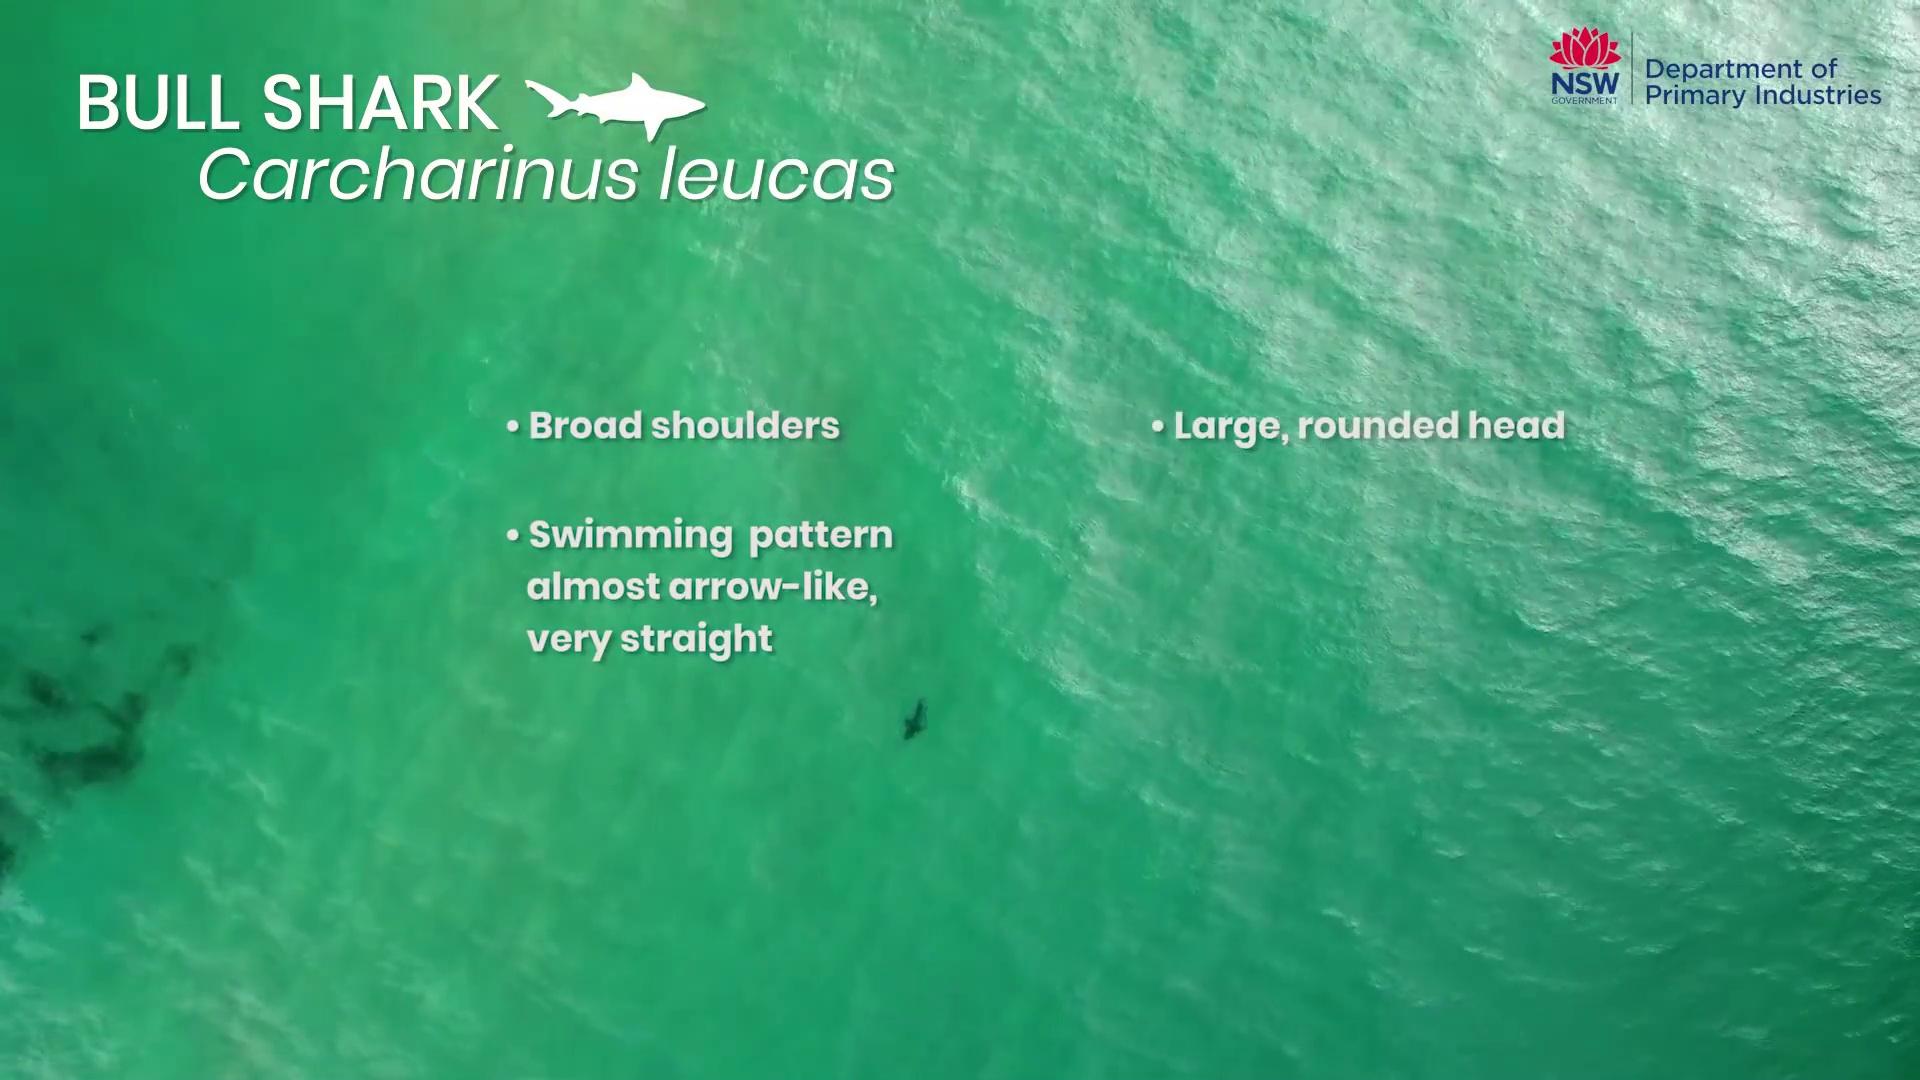 BULL SHARK
Carcharinus leucas
NSW
GOVERNMENT
Department of
Primary Industries
• Broad shoulders
• Large, rounded head
• Swimming pattern
almost arrow-like,
very straight